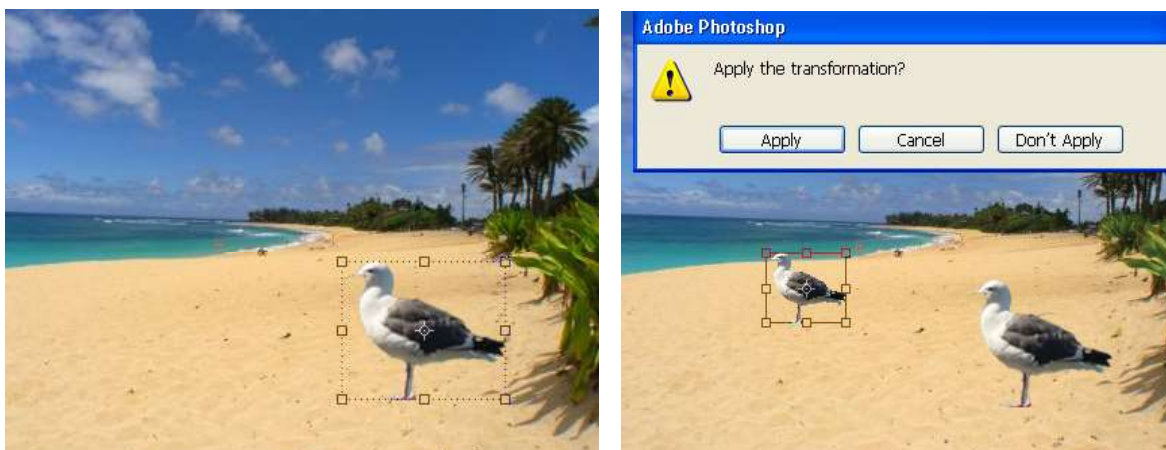 Adobe Photoshop
Apply the transformation?
Apply
Cancel
Don't Apply